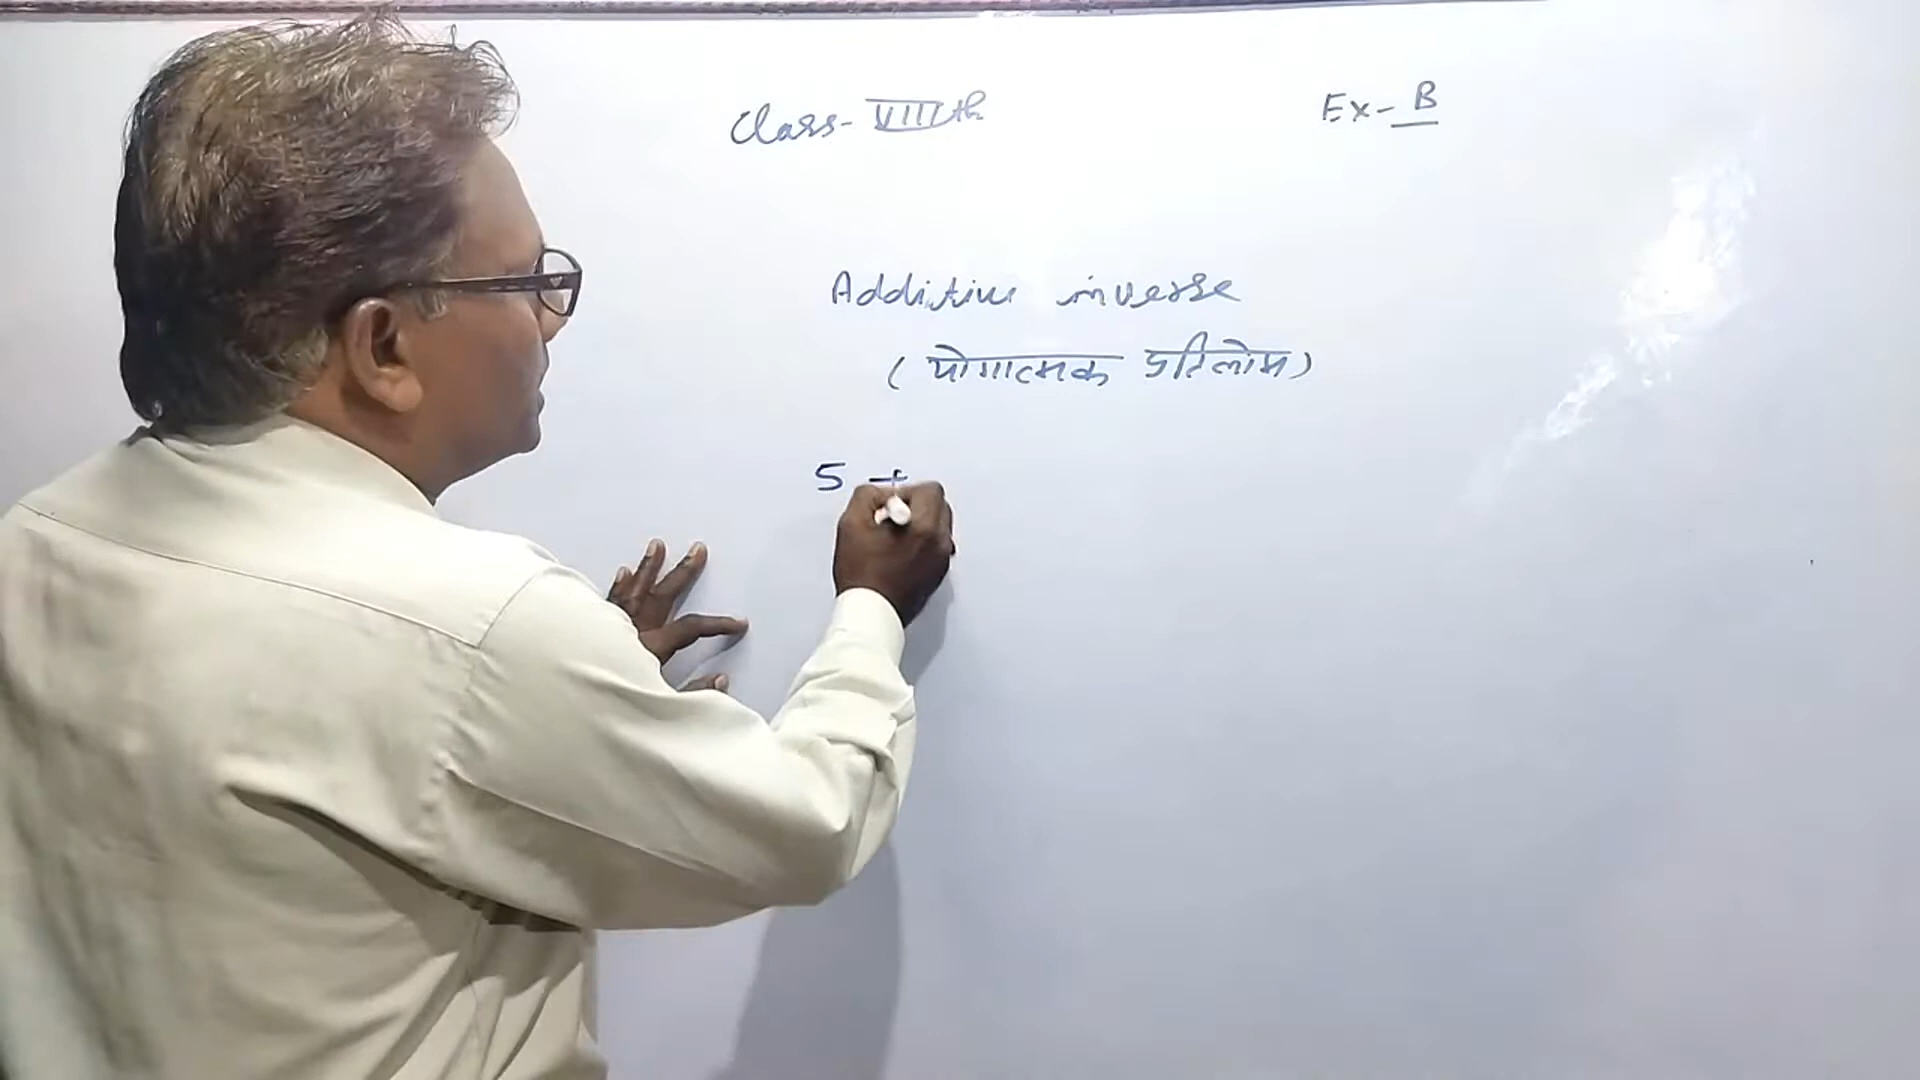 Class-VIIIth
Ex-B
Additive inverse
(योगात्मक प्रतिलोम)
5 +